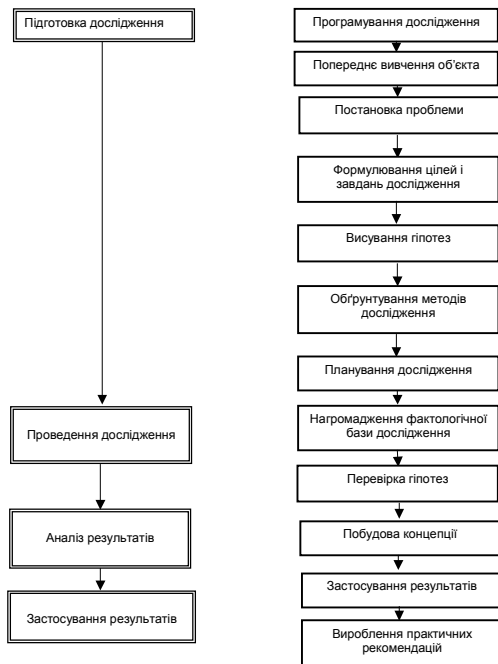 Підготовка дослідження
Проведення дослідження
Аналіз результатів
Застосування результатів
Програмування дослідження
Попереднє вивчення об’єкта
Постановка проблеми
Формулювання цілей і
завдань дослідження
Висування гіпотез
Обґрунтування методів
дослідження
Планування дослідження
Нагромадження фактологічної
бази дослідження
Перевірка гіпотез
Побудова концепції
Застосування результатів
Вироблення практичних
рекомендацій